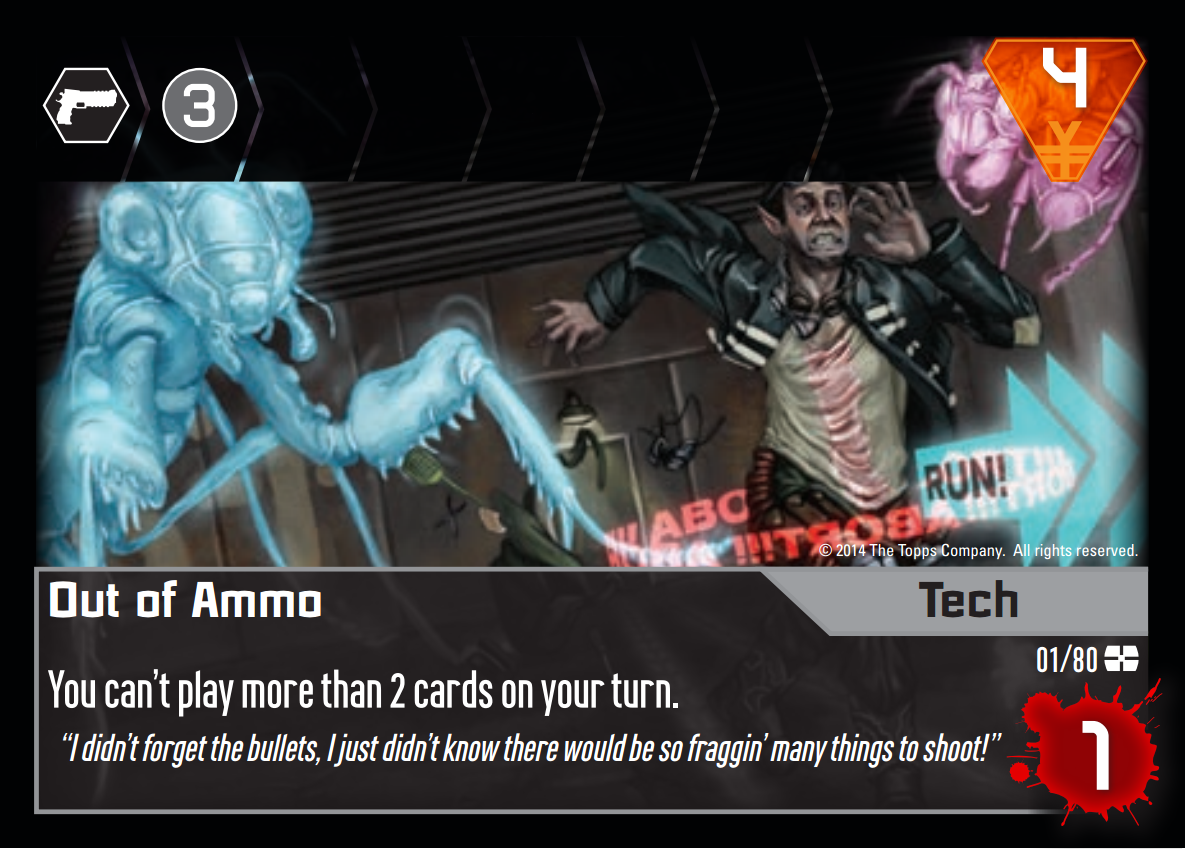 3
4
¥
RUN!
!!! ABO
!!!TROBA
© 2014 The Topps Company. All rights reserved.
Out of Ammo
Tech
01/80
You can't play more than 2 cards on your turn.
“I didn't forget the bullets, I just didn't know there would be so fraggin' many things to shoot!”
1